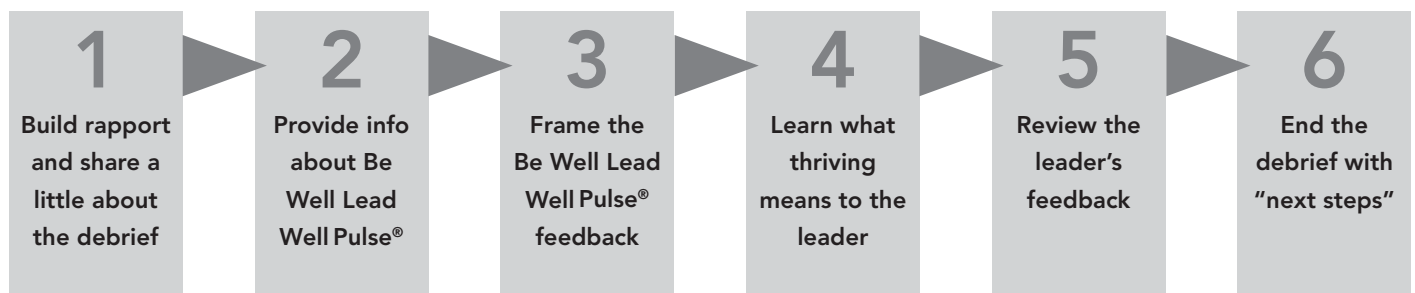 1
Build rapport
and share a
little about
the debrief
2
Provide info
about Be
Well Lead
Well Pulse®
3
Frame the
Be Well Lead
Well Pulse®
feedback
4
Learn what
thriving
means to the
leader
5
Review the
leader’s
feedback
6
End the
debrief with
“next steps”